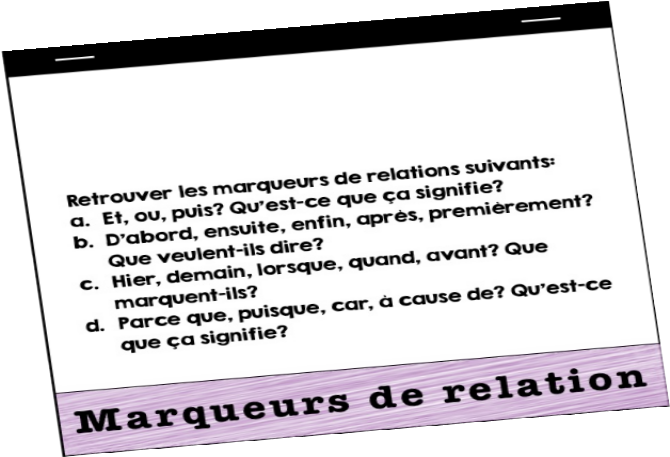 Retrouver les marqueurs de relations suivants:
a. Et, ou, puis? Qu'est-ce que ça signifie?
b. D'abord, ensuite, enfin, après, premièrement?
Que veulent-ils dire?
c. Hier, demain, lorsque, quand, avant? Que
marquent-ils?
d. Parce que, puisque, car, à cause de? Qu'est-ce
que ça signifie?
Marqueurs de relation